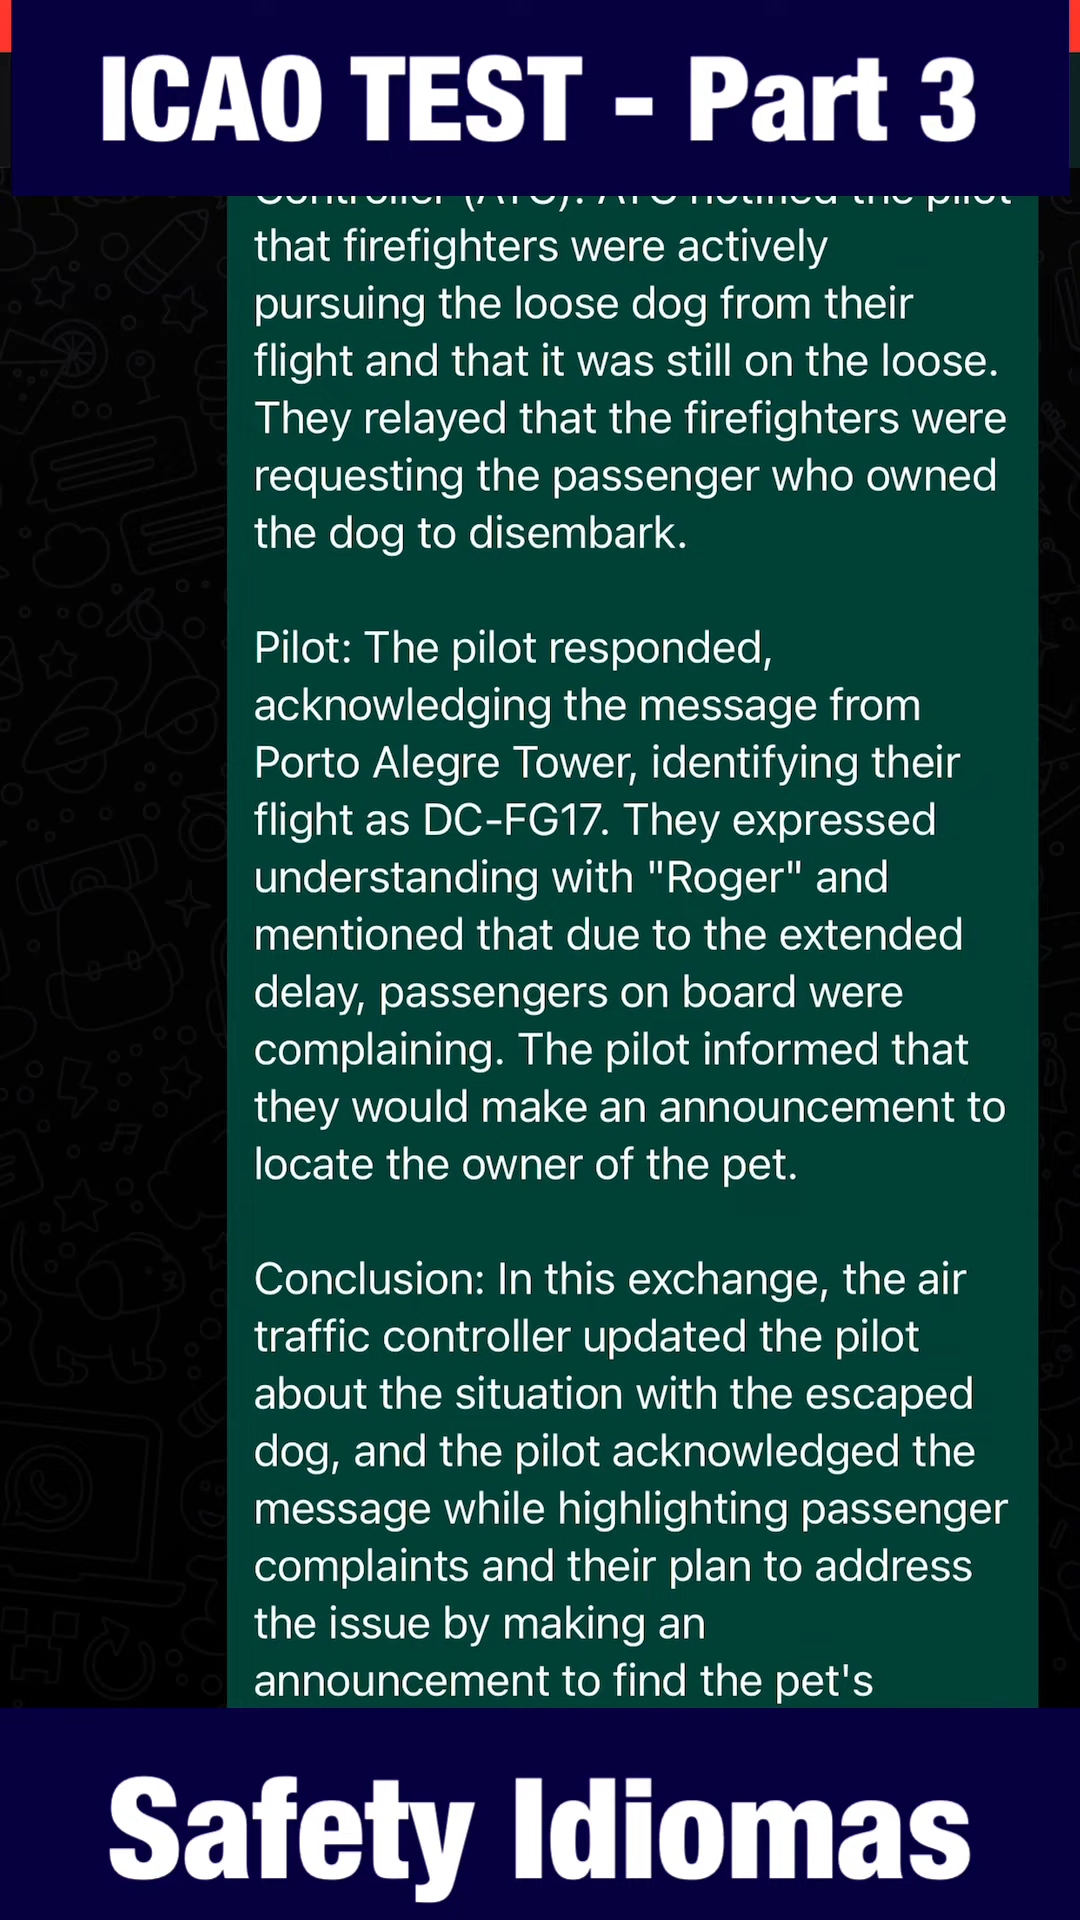 ICAO TEST - Part 3
Controller (ATC): ATC notified the pilot
that firefighters were actively
pursuing the loose dog from their
flight and that it was still on the loose.
They relayed that the firefighters were
requesting the passenger who owned
the dog to disembark.
Pilot: The pilot responded,
acknowledging the message from
Porto Alegre Tower, identifying their
flight as DC-FG17. They expressed
understanding with "Roger" and
mentioned that due to the extended
delay, passengers on board were
complaining. The pilot informed that
they would make an announcement to
locate the owner of the pet.
Conclusion: In this exchange, the air
traffic controller updated the pilot
about the situation with the escaped
dog, and the pilot acknowledged the
message while highlighting passenger
complaints and their plan to address
the issue by making an
announcement to find the pet's
Safety Idiomas